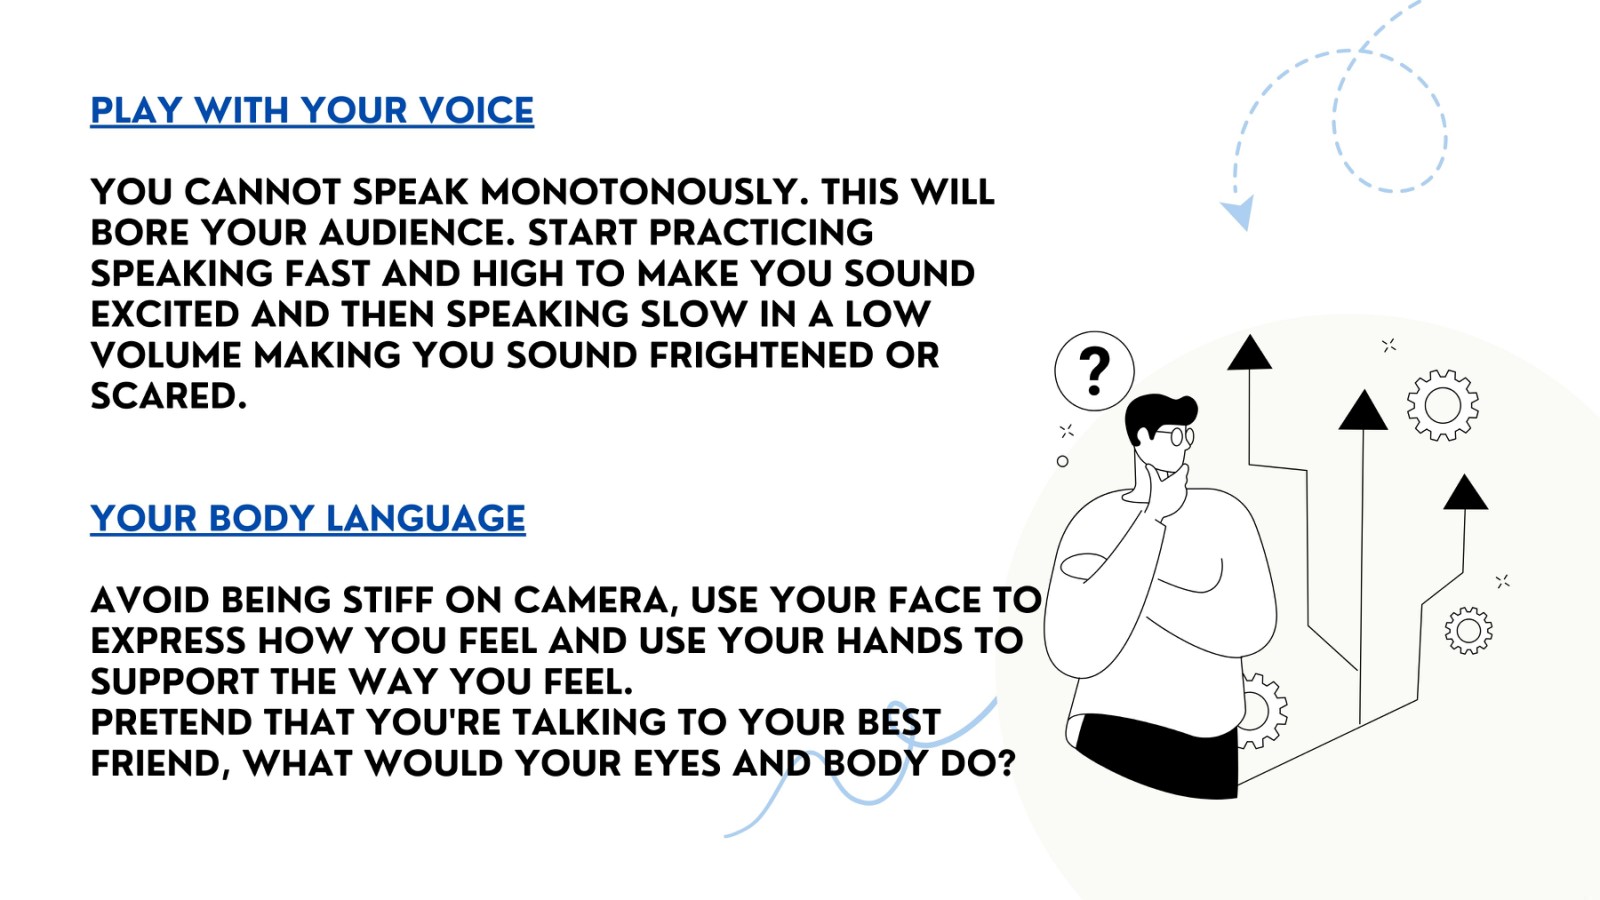 PLAY WITH YOUR VOICE
YOU CANNOT SPEAK MONOTONOUSLY. THIS WILL
BORE YOUR AUDIENCE. START PRACTICING
SPEAKING FAST AND HIGH TO MAKE YOU SOUND
EXCITED AND THEN SPEAKING SLOW IN A LOW
VOLUME MAKING YOU SOUND FRIGHTENED OR
SCARED.
YOUR BODY LANGUAGE
AVOID BEING STIFF ON CAMERA, USE YOUR FACE TO
EXPRESS HOW YOU FEEL AND USE YOUR HANDS TO
SUPPORT THE WAY YOU FEEL.
PRETEND THAT YOU'RE TALKING TO YOUR BEST
FRIEND, WHAT WOULD YOUR EYES AND BODY DO?
?